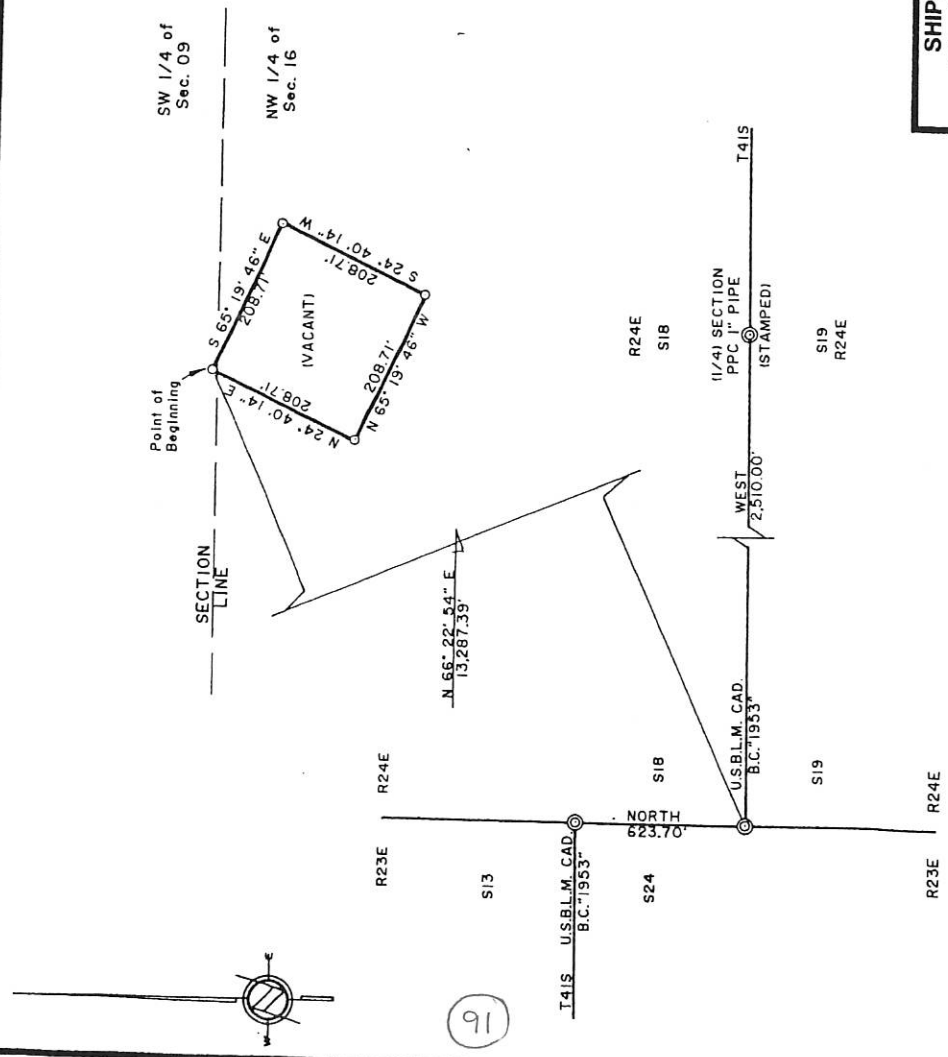 SW 1/4 of
Sec. 09
NW 1/4 of
Sec. 16
SHIP
Point of
Beginning
S 65° 19' 46" E
208.71'
S 24° 40' 14" W
208.71'
(VACANT)
N 65° 19' 46" W
208.71'
N 24° 40' 14" E
208.71'
SECTION
LINE
N 66° 22' 54" E
13,287.39'
R24E
S18
(1/4) SECTION
PPC 1" PIPE
(STAMPED)
T41S
S19
R24E
WEST
2,510.00'
U.S.B.L.M. CAD.
B.C."1953"
R23E
R24E
S13
S18
NORTH
623.70'
T41S
U.S.B.L.M. CAD.
B.C."1953"
S24
S19
R23E
R24E
W
E
91